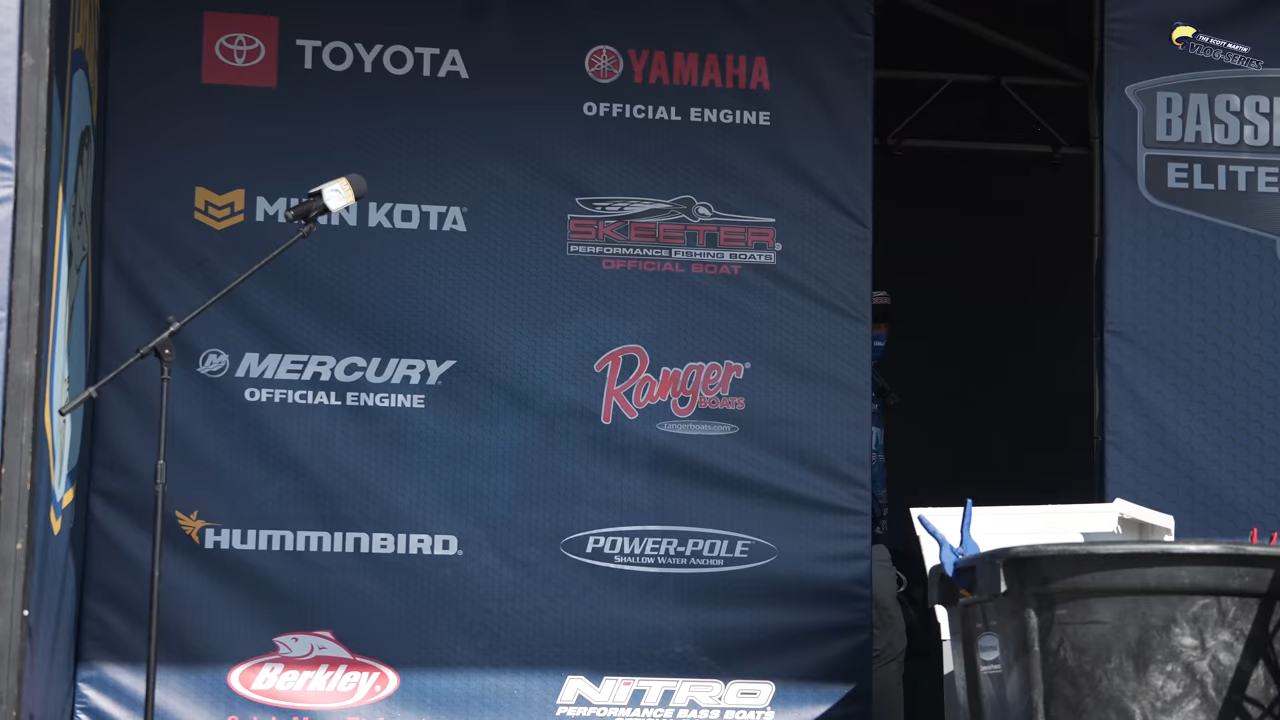 TOYOTA
YAMAHA
OFFICIAL ENGINE
MINN KOTA
SKEETER
PERFORMANCE FISHING BOATS
OFFICIAL BOAT
MERCURY
OFFICIAL ENGINE
Ranger
BOATS
rangerboats.com
HUMMINBIRD
POWER-POLE
SHALLOW WATER ANCHOR
Berkley
NITRO
PERFORMANCE BASS BOATS
THE SCOTT MARTIN
VLOG-SERIES
BASS
ELITE